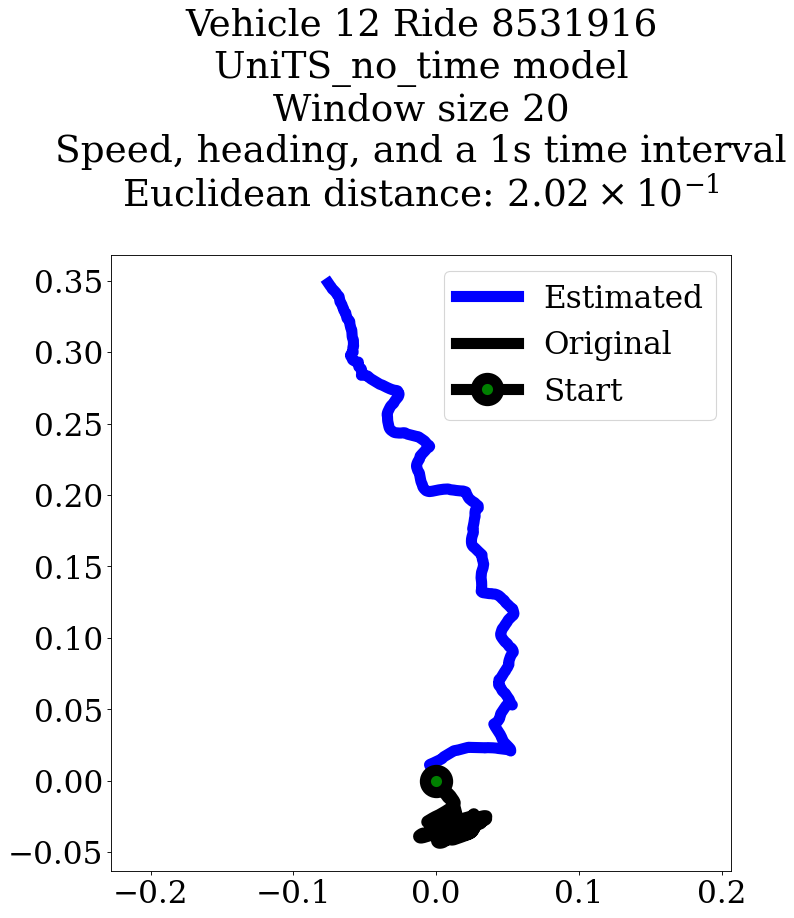 Vehicle 12 Ride 8531916
UniTS_no_time model
Window size 20
Speed, heading, and a 1s time interval
Euclidean distance: 2.02 × 10⁻¹
Estimated
Original
Start
0.35
0.30
0.25
0.20
0.15
0.10
0.05
0.00
−0.05
−0.2
−0.1
0.0
0.1
0.2